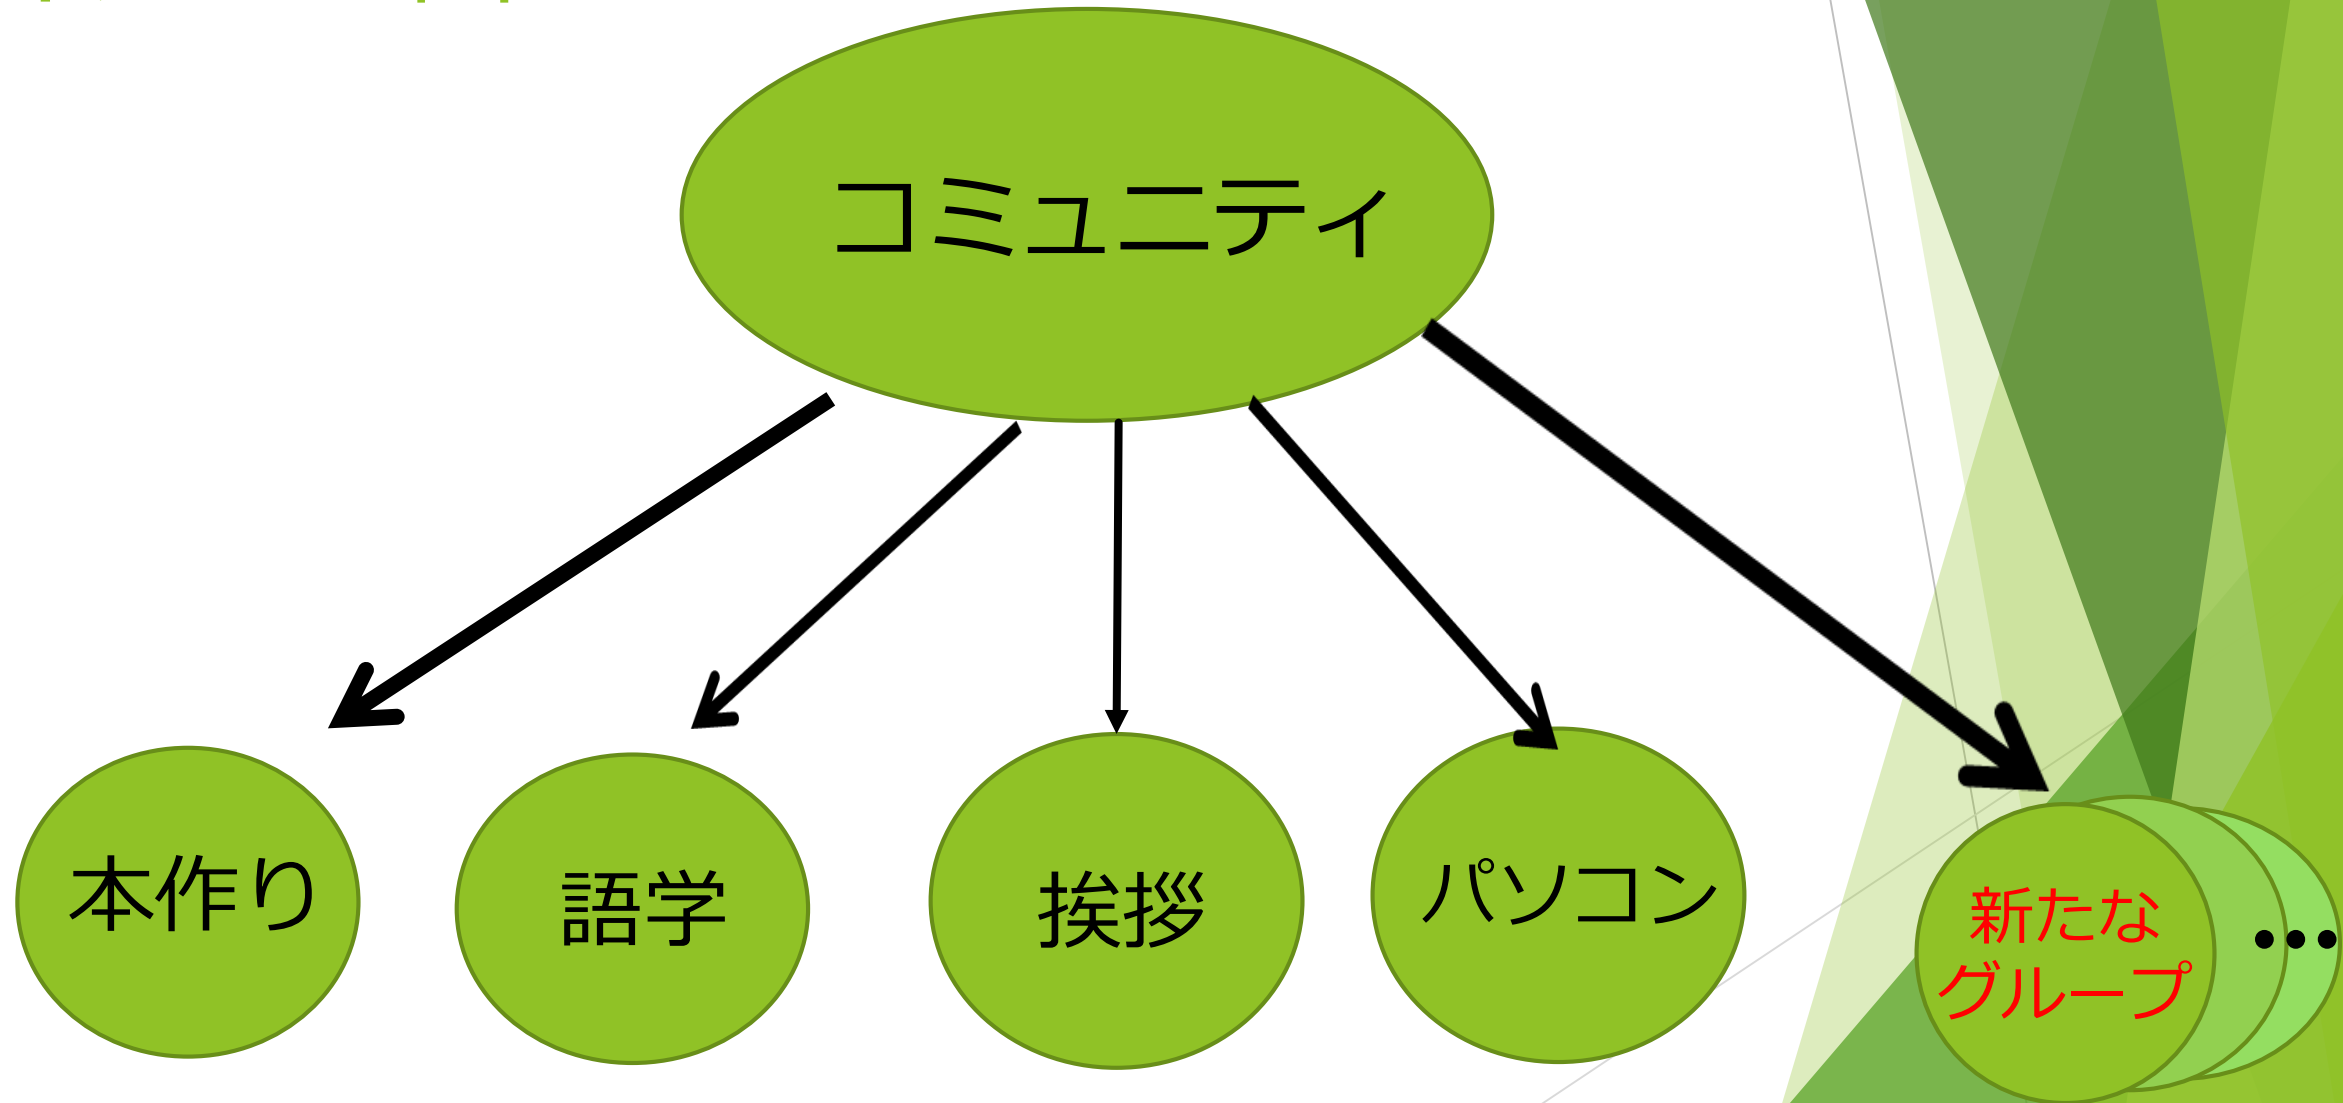 コミュニティ
本作り
語学
挨拶
パソコン
新たな
グループ
•••